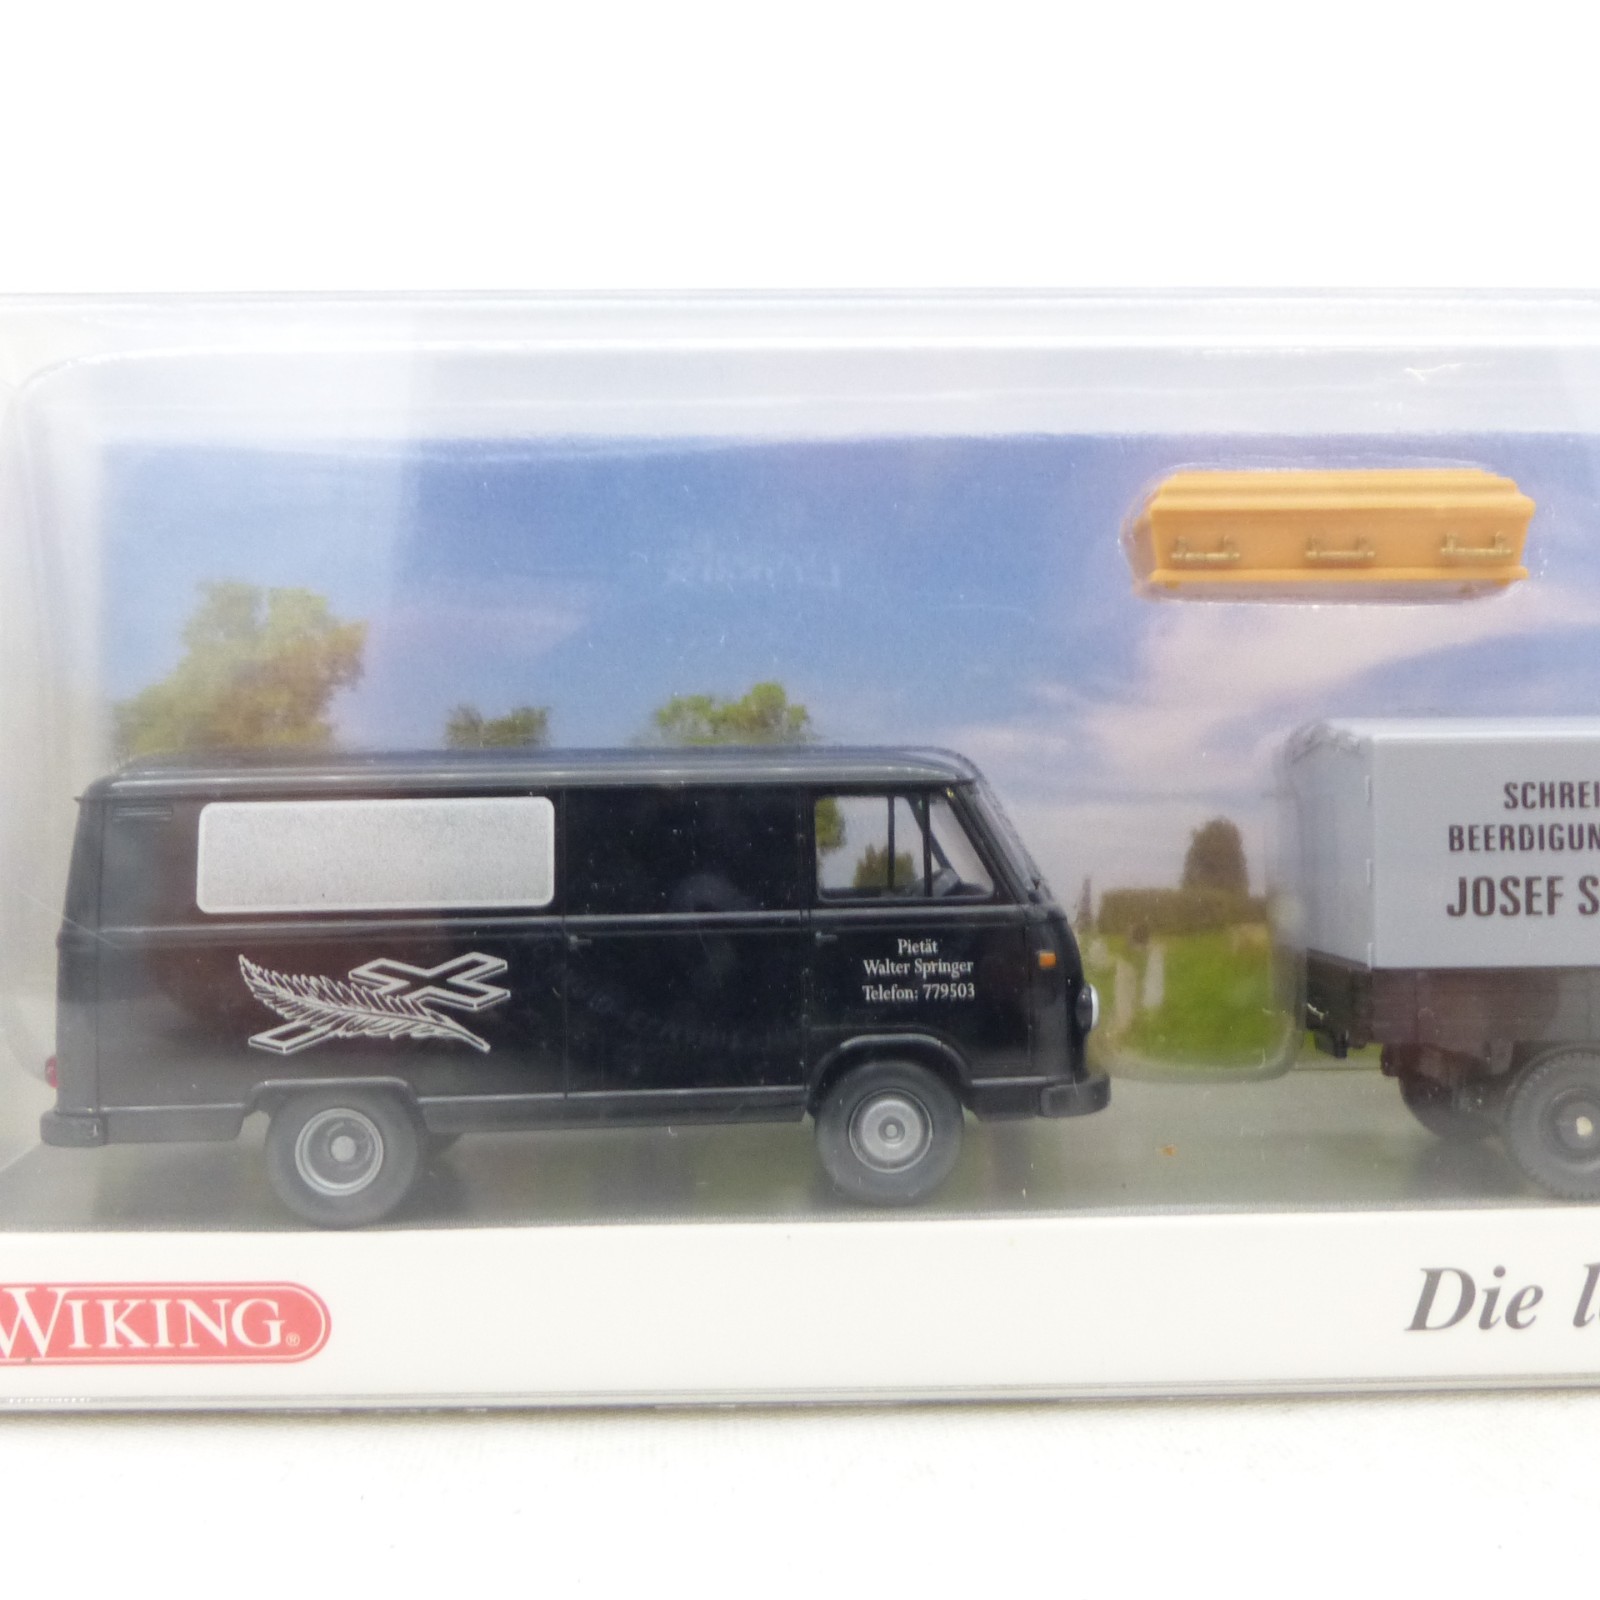 SCHREI
BEERDIGUN
JOSEF S
Pietät
Walter Springer
Telefon: 779503
WIKING®
Die l